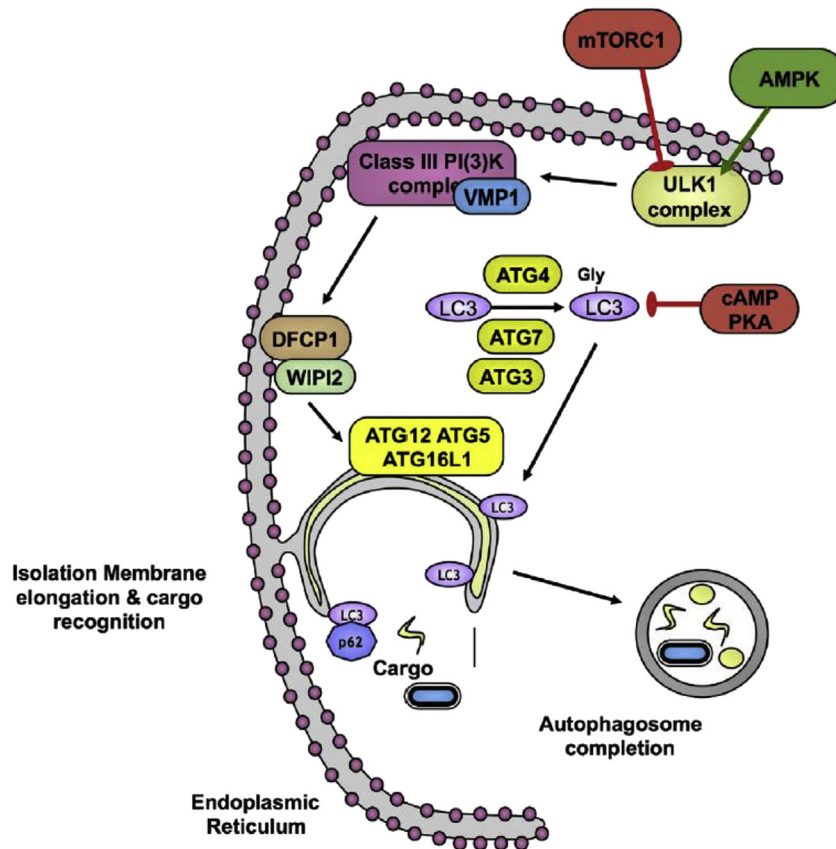 mTORC1
AMPK
Class III PI(3)K
complex
VMP1
ULK1
complex
ATG4
Gly
LC3
LC3
cAMP
PKA
ATG7
ATG3
DFCP1
WIPI2
ATG12 ATG5
ATG16L1
LC3
LC3
LC3
p62
Cargo
Isolation Membrane
elongation & cargo
recognition
Autophagosome
completion
Endoplasmic
Reticulum